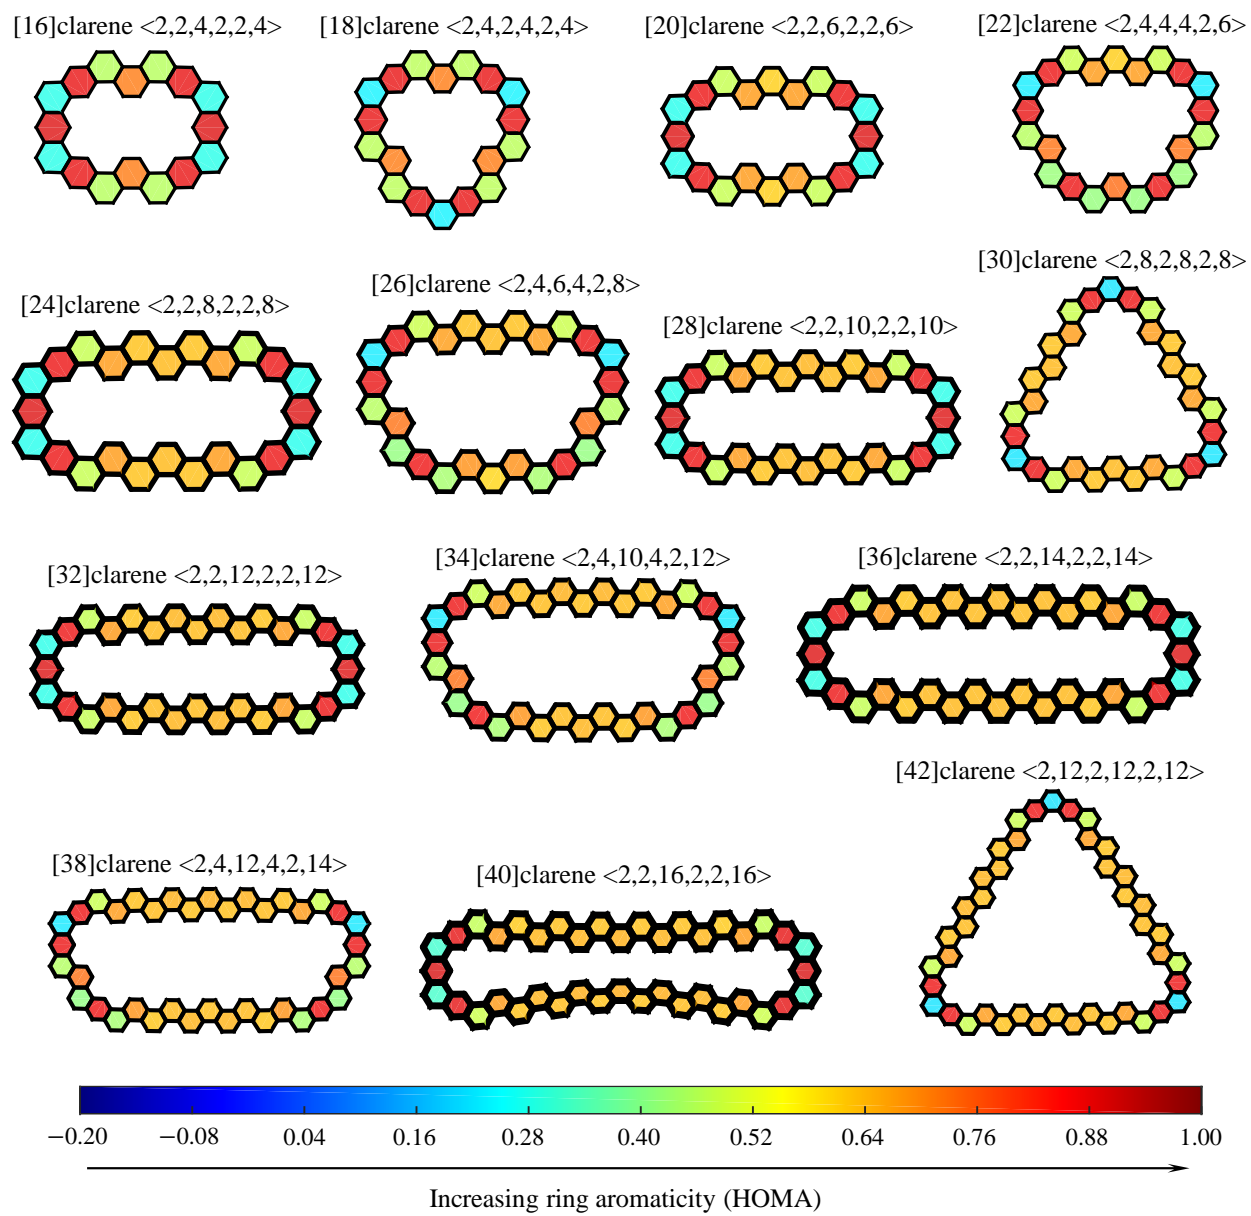 [16]clarene <2,2,4,2,2,4>
[18]clarene <2,4,2,4,2,4>
[20]clarene <2,2,6,2,2,6>
[22]clarene <2,4,4,4,2,6>
[24]clarene <2,2,8,2,2,8>
[26]clarene <2,4,6,4,2,8>
[28]clarene <2,2,10,2,2,10>
[30]clarene <2,8,2,8,2,8>
[32]clarene <2,2,12,2,2,12>
[34]clarene <2,4,10,4,2,12>
[36]clarene <2,2,14,2,2,14>
[38]clarene <2,4,12,4,2,14>
[40]clarene <2,2,16,2,2,16>
[42]clarene <2,12,2,12,2,12>
−0.20 −0.08 0.04 0.16 0.28 0.40 0.52 0.64 0.76 0.88 1.00
Increasing ring aromaticity (HOMA)